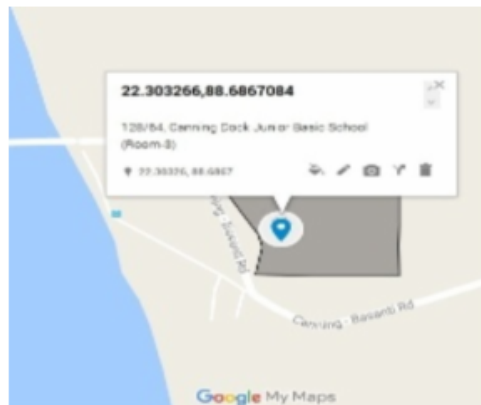 22.303266,88.6867084
128/64, Canning Dock Junior Basic School
(Room-3)
22.30326, 88.6867
Canning - Basanti Rd
Google My Maps